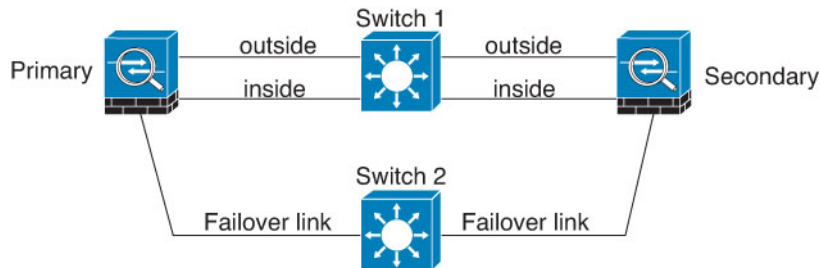 Switch 1
outside
outside
Primary
Secondary
inside
inside
Switch 2
Failover link
Failover link